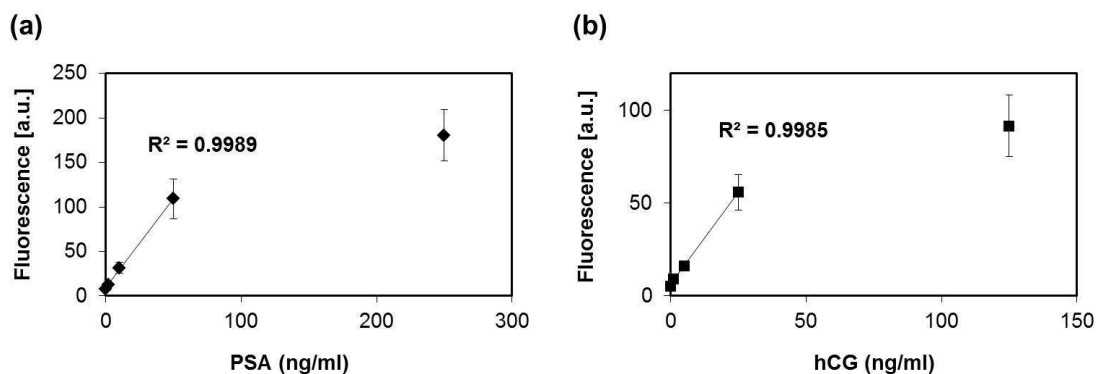 (a)
Fluorescence [a.u.]
250
200
150
100
50
0
R² = 0.9989
0 100 200 300
PSA (ng/ml)
(b)
Fluorescence [a.u.]
100
50
0
R² = 0.9985
0 50 100 150
hCG (ng/ml)